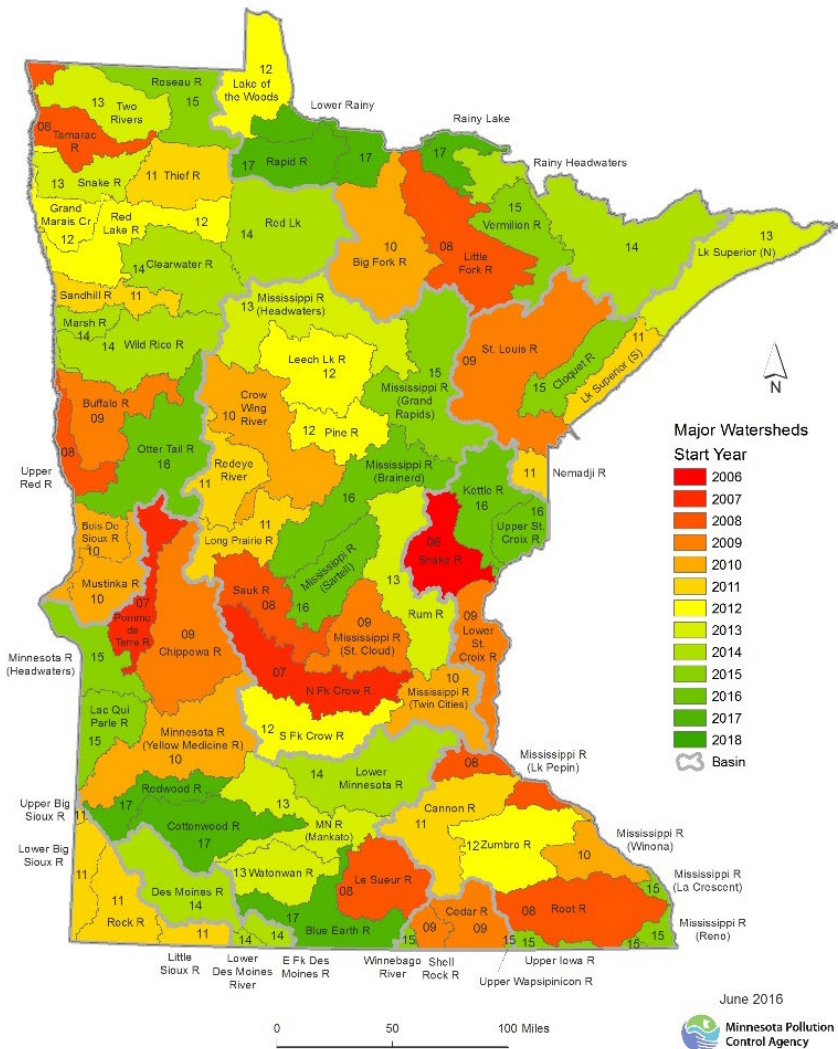 12
Lake of
the Woods
Roseau R
15
13
Two
Rivers
Lower Rainy
Rainy Lake
08
Tamarac
R
17
Rapid R
17
17
Rainy Headwaters
11
Thief R
13
Snake R
15
Vermilion R
Grand
Marais Cr
12
Red
Lake R
12
14
Red Lk
10
Big Fork R
08
Little
Fork R
14
13
Lk Superior (N)
14
Clearwater R
Sandhill R
11
Mississippi R
13
(Headwaters)
Marsh R
14
14
Wild Rice R
Leech Lk R
12
09
St. Louis R
15
Cloquet R
11
Lk Superior (S)
15
Mississippi R
(Grand
Rapids)
N
Buffalo R
09
10
Crow
Wing
River
12
Pine R
08
Otter Tail R
16
Upper
Red R
Redeye
River
11
Mississippi R
(Brainerd)
16
Kettle R
16
11
Nemadji R
16
Upper St.
Croix R
Bois De
Sioux R
10
11
Long Prairie R
06
Snake R
Mississippi R
(Sartell)
16
Mustinka R
10
Sauk R
08
13
Rum R
07
Pomme
de
Terre R
09
Chippewa R
09
Mississippi R
(St. Cloud)
09
Lower
St.
Croix R
Minnesota R
(Headwaters)
15
07
N Fk Crow R
10
Mississippi R
(Twin Cities)
Lac Qui
Parle R
15
Minnesota R
(Yellow Medicine R)
10
12
S Fk Crow R
14
Lower
Minnesota R
08
Mississippi R
(Lk Pepin)
Upper Big
Sioux R
11
Redwood R
17
Cottonwood R
17
13
MN R
(Mankato)
Cannon R
11
12
Zumbro R
10
Mississippi R
(Winona)
Lower Big
Sioux R
11
11
Rock R
Des Moines R
14
13
Watonwan R
Le Sueur R
08
15
Mississippi R
(La Crescent)
08
Root R
17
Blue Earth R
Cedar R
09
09
15
Mississippi R
(Reno)
11
14
14
15
15
15
15
Little
Sioux R
Lower
Des Moines
River
E Fk Des
Moines R
Winnebago
River
Shell
Rock R
Upper Iowa R
Upper Wapsipinicon R
Major Watersheds
Start Year
2006
2007
2008
2009
2010
2011
2012
2013
2014
2015
2016
2017
2018
Basin
June 2016
0
50
100 Miles
Minnesota Pollution
Control Agency